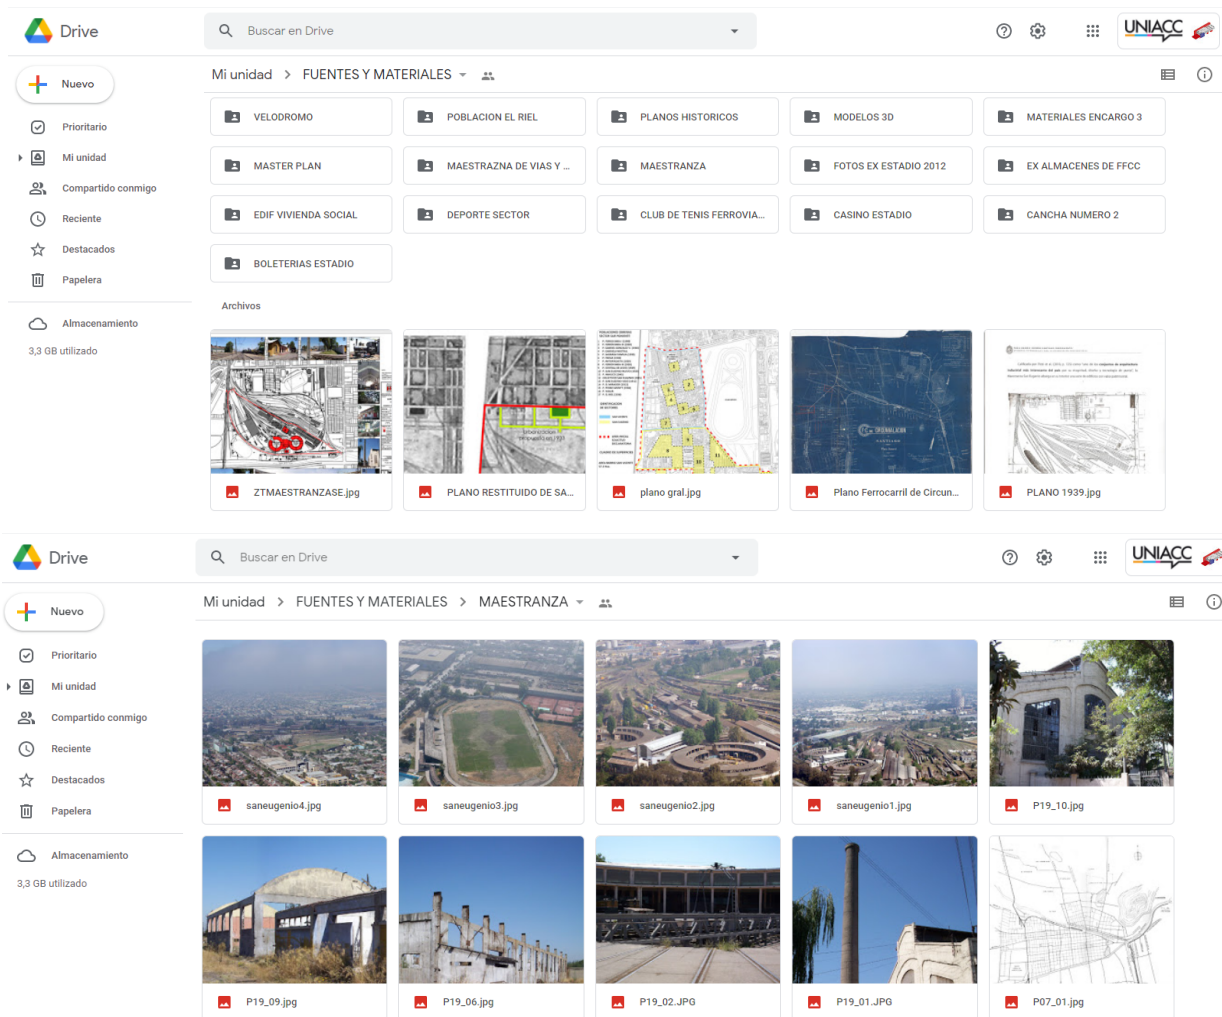 Drive
Buscar en Drive
UNIACC
Nuevo
Mi unidad > FUENTES Y MATERIALES
Prioritario
Mi unidad
Compartido conmigo
Reciente
Destacados
Papelera
Almacenamiento
3,3 GB utilizado
VELODROMO
POBLACION EL RIEL
PLANOS HISTORICOS
MODELOS 3D
MATERIALES ENCARGO 3
MASTER PLAN
MAESTRAZNA DE VIAS Y ...
MAESTRANZA
FOTOS EX ESTADIO 2012
EX ALMACENES DE FFCC
EDIF VIVIENDA SOCIAL
DEPORTE SECTOR
CLUB DE TENIS FERROVIA...
CASINO ESTADIO
CANCHA NUMERO 2
BOLETERIAS ESTADIO
Archivos
ZTMAESTRANZASE.jpg
PLANO RESTITUIDO DE SA...
plano gral.jpg
Plano Ferrocarril de Circun...
PLANO 1939.jpg
Drive
Buscar en Drive
UNIACC
Nuevo
Mi unidad > FUENTES Y MATERIALES > MAESTRANZA
Prioritario
Mi unidad
Compartido conmigo
Reciente
Destacados
Papelera
Almacenamiento
3,3 GB utilizado
saneugenio4.jpg
saneugenio3.jpg
saneugenio2.jpg
saneugenio1.jpg
P19_10.jpg
P19_09.jpg
P19_06.jpg
P19_02.JPG
P19_01.JPG
P07_01.jpg